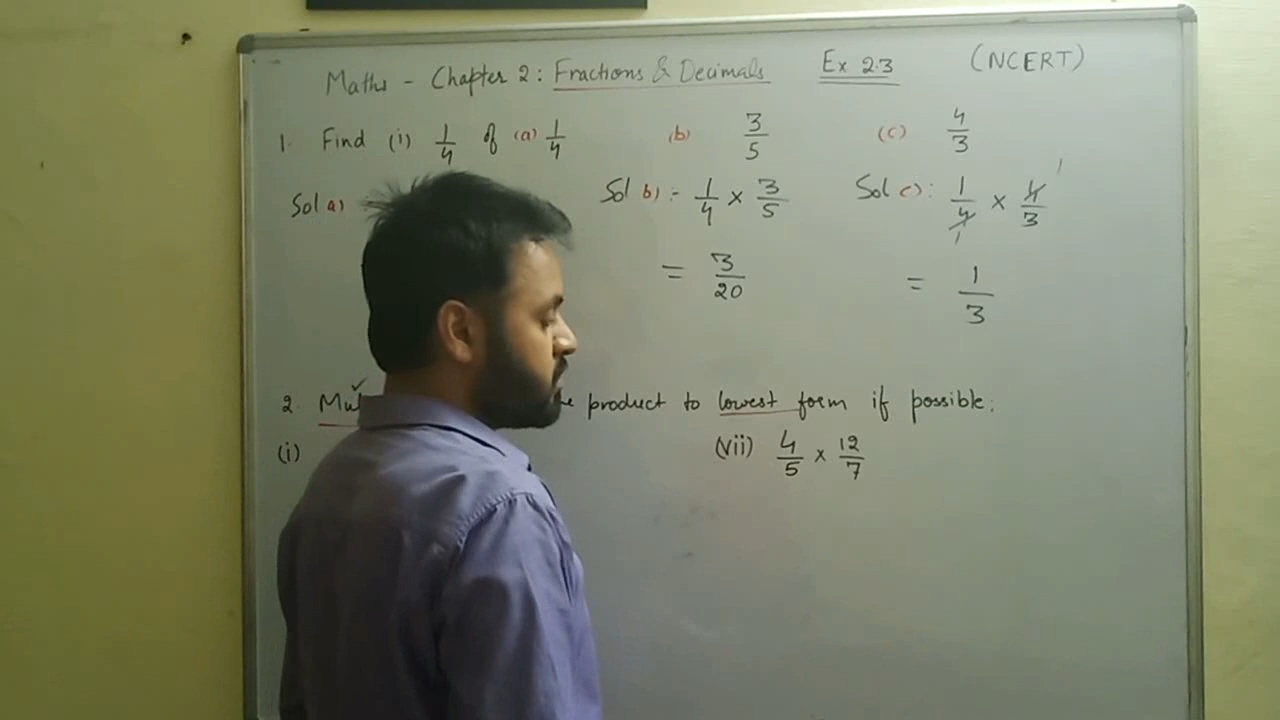 Maths - Chapter 2: Fractions & Decimals Ex 2.3 (NCERT)
1. Find (i) 1/4 of (a) 1/4 (b) 3/5 (c) 4/3
Sol a) Sol b) :- 1/4 × 3/5 Sol c) : 1/4 × 4/3
1
1
= 3/20 = 1/3
2. product to lowest form if possible:
(i) (vii) 4/5 × 12/7